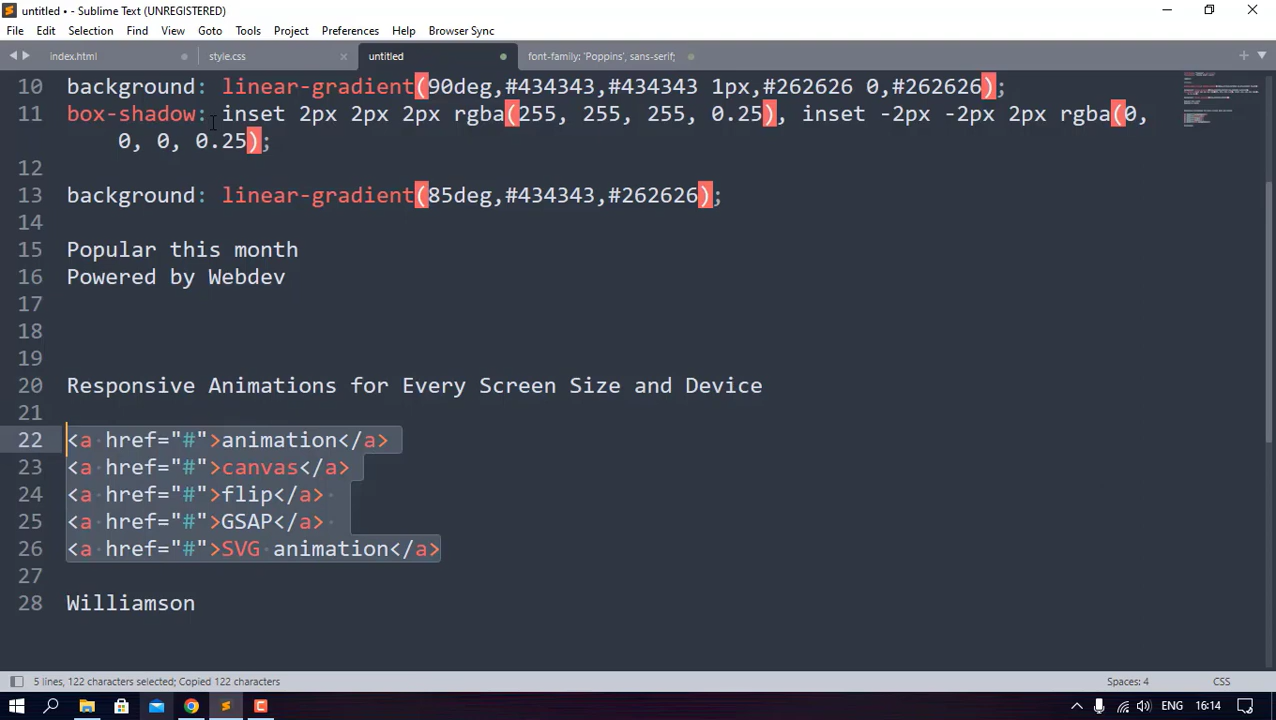 untitled • - Sublime Text (UNREGISTERED)
File Edit Selection Find View Goto Tools Project Preferences Help Browser Sync
index.html style.css untitled font-family: 'Poppins', sans-serif;
10 background: linear-gradient(90deg,#434343,#434343 1px,#262626 0,#262626);
11 box-shadow: inset 2px 2px 2px rgba(255, 255, 255, 0.25), inset -2px -2px 2px rgba(0,
0, 0, 0.25);
12
13 background: linear-gradient(85deg,#434343,#262626);
14
15 Popular this month
16 Powered by Webdev
17
18
19
20 Responsive Animations for Every Screen Size and Device
21
22 <a href="#">animation</a>
23 <a href="#">canvas</a>
24 <a href="#">flip</a>
25 <a href="#">GSAP</a>
26 <a href="#">SVG animation</a>
27
28 Williamson
5 lines, 122 characters selected; Copied 122 characters Spaces: 4 CSS
ENG 16:14